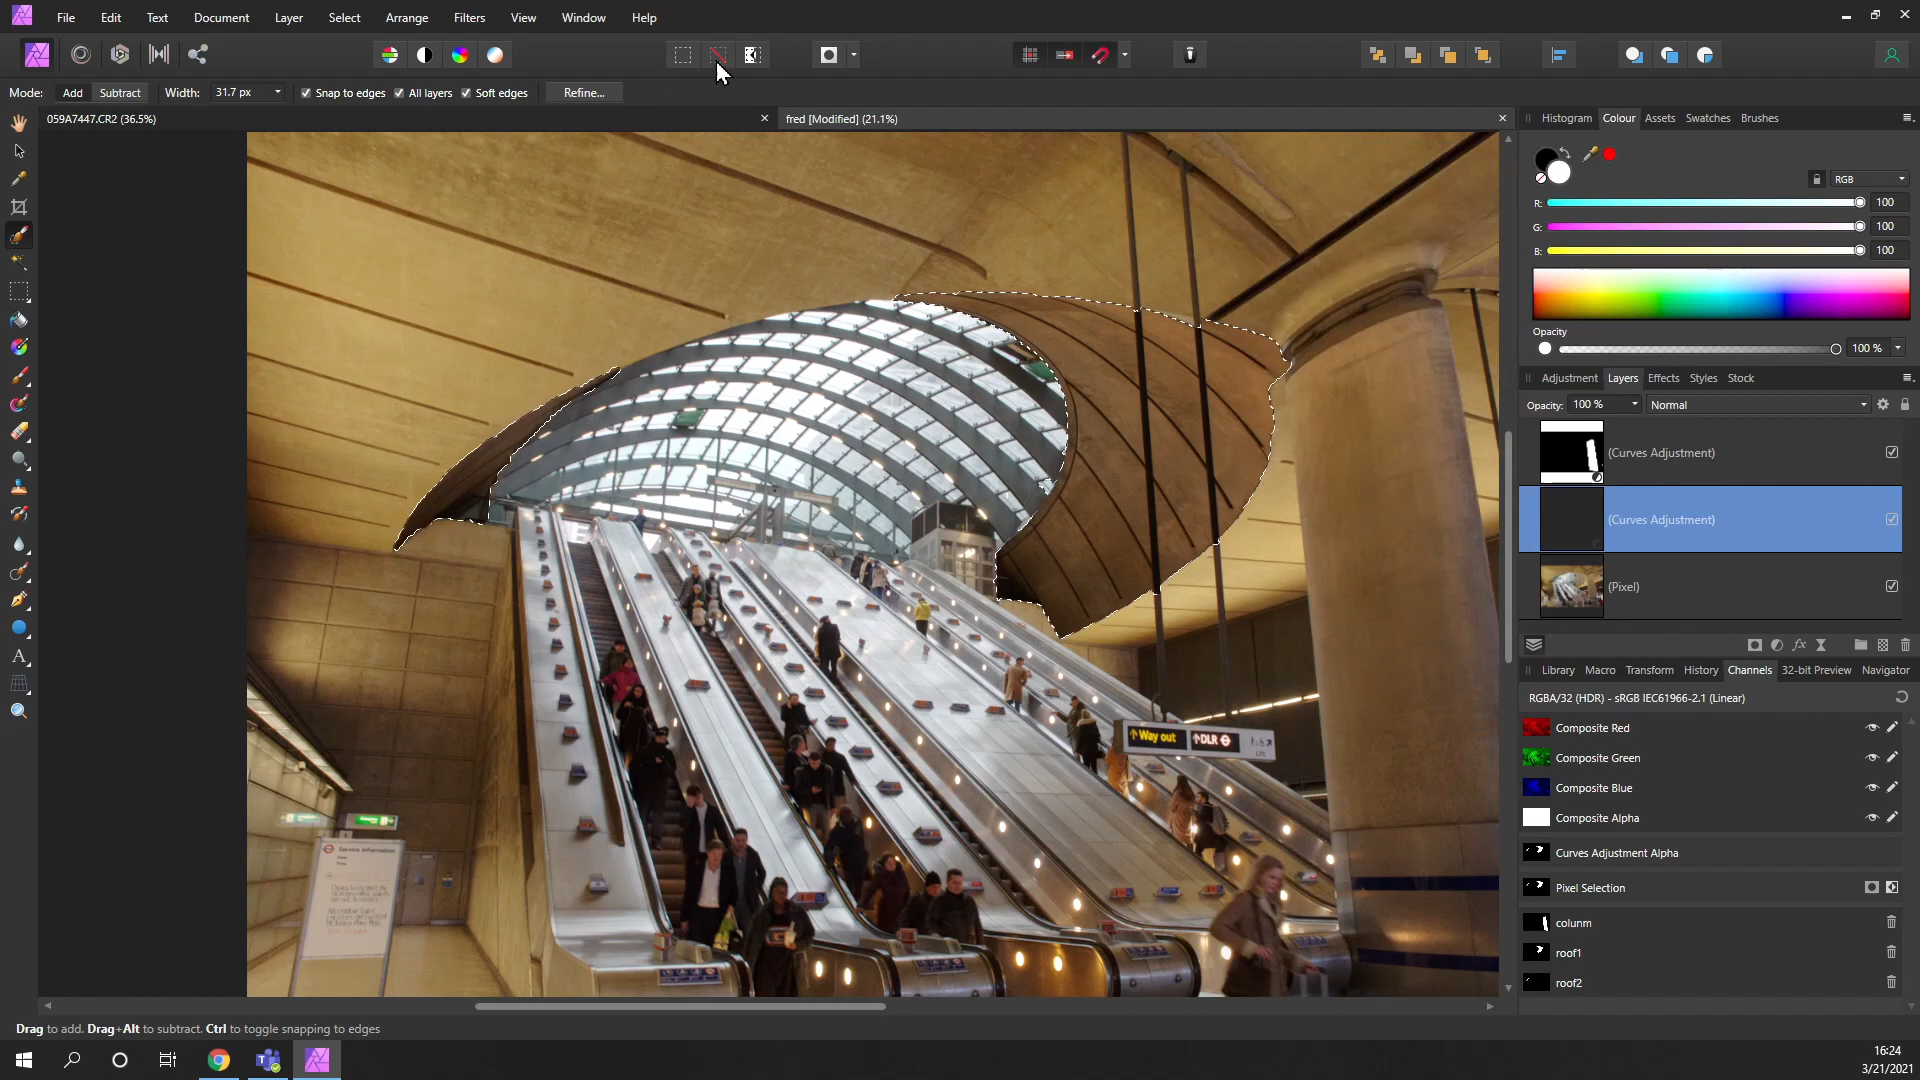 File Edit Text Document Layer Select Arrange Filters View Window Help
Mode: Add Subtract Width: 31.7 px Snap to edges All layers Soft edges Refine...
059A7447.CR2 (36.5%)
fred [Modified] (21.1%)
Histogram Colour Assets Swatches Brushes
RGB
R: 100
G: 100
B: 100
Opacity
100 %
Adjustment Layers Effects Styles Stock
Opacity: 100 % Normal
(Curves Adjustment)
(Curves Adjustment)
(Pixel)
Library Macro Transform History Channels 32-bit Preview Navigator
RGBA/32 (HDR) - sRGB IEC61966-2.1 (Linear)
Composite Red
Composite Green
Composite Blue
Composite Alpha
Curves Adjustment Alpha
Pixel Selection
colunm
roof1
roof2
Way out
DLR
Service information
Drag to add. Drag+Alt to subtract. Ctrl to toggle snapping to edges
16:24
3/21/2021